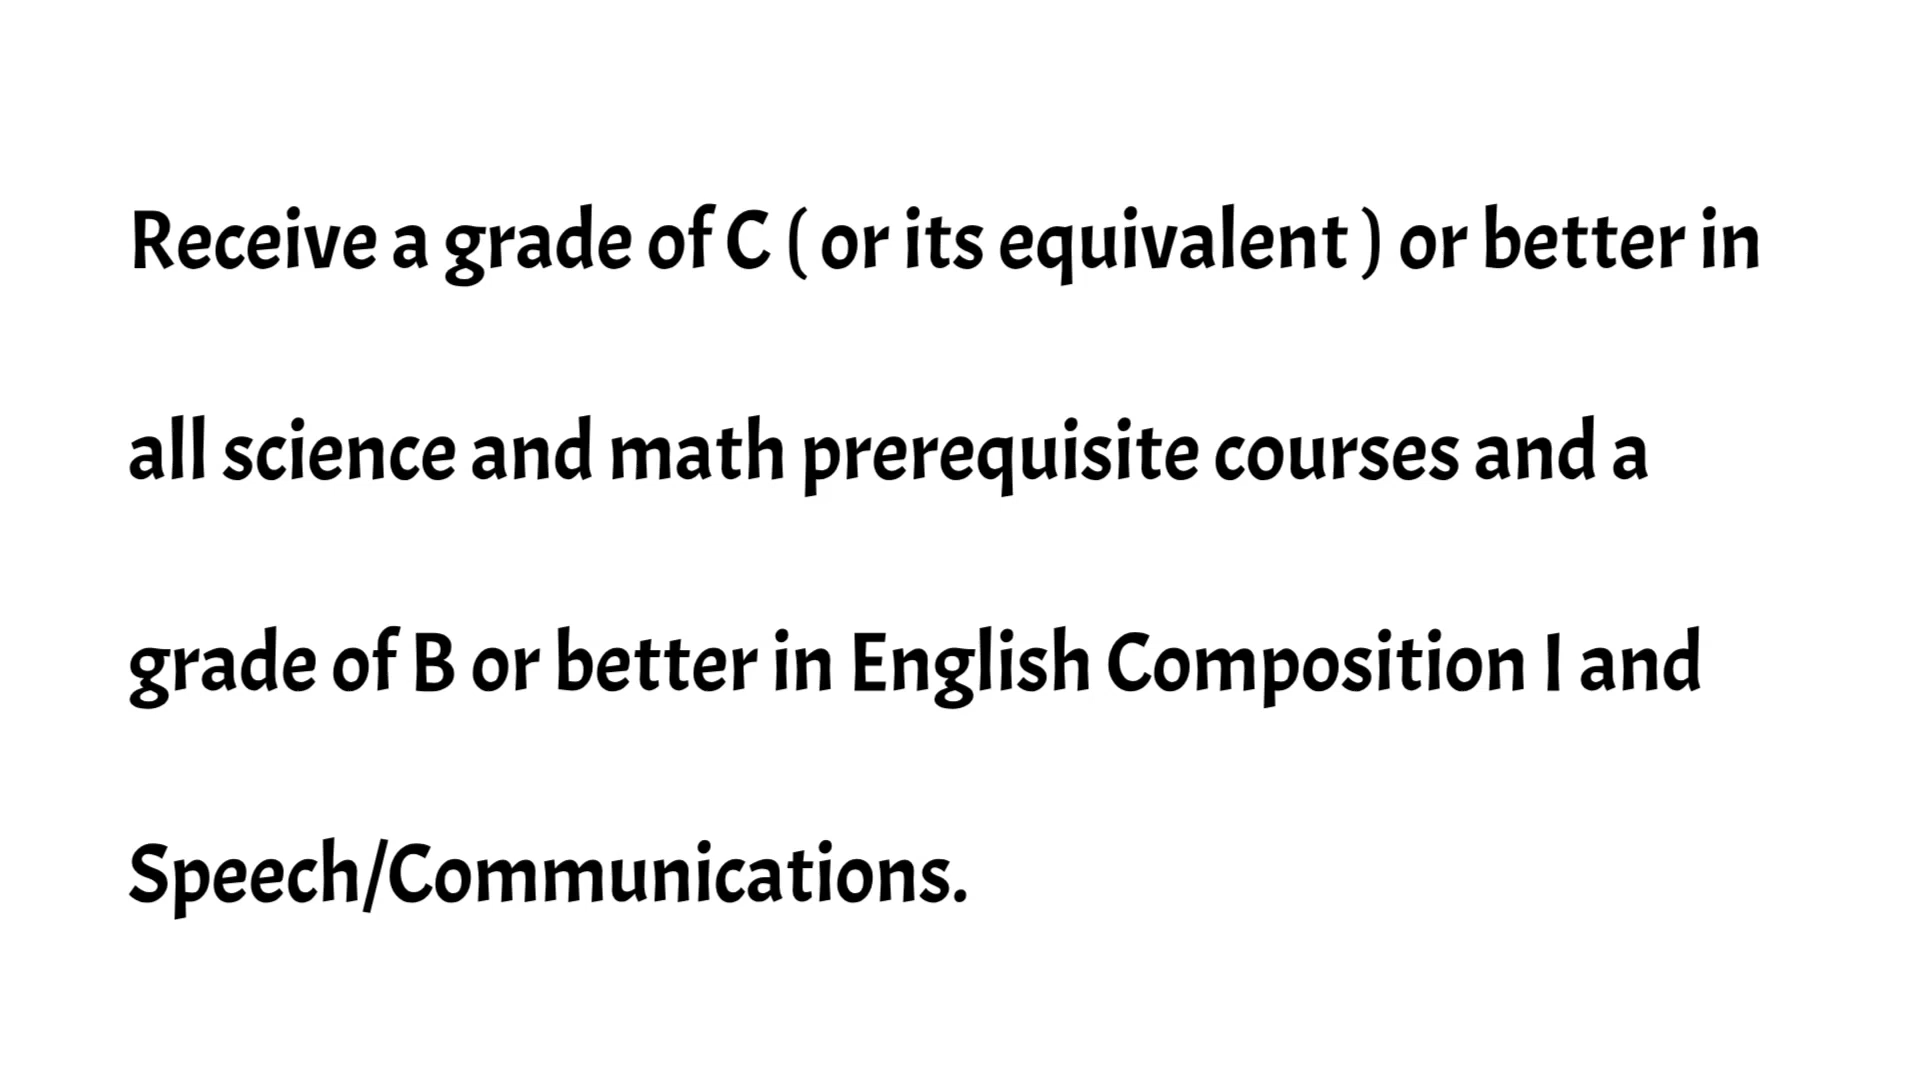 Receive a grade of C ( or its equivalent ) or better in
all science and math prerequisite courses and a
grade of B or better in English Composition I and
Speech/Communications.